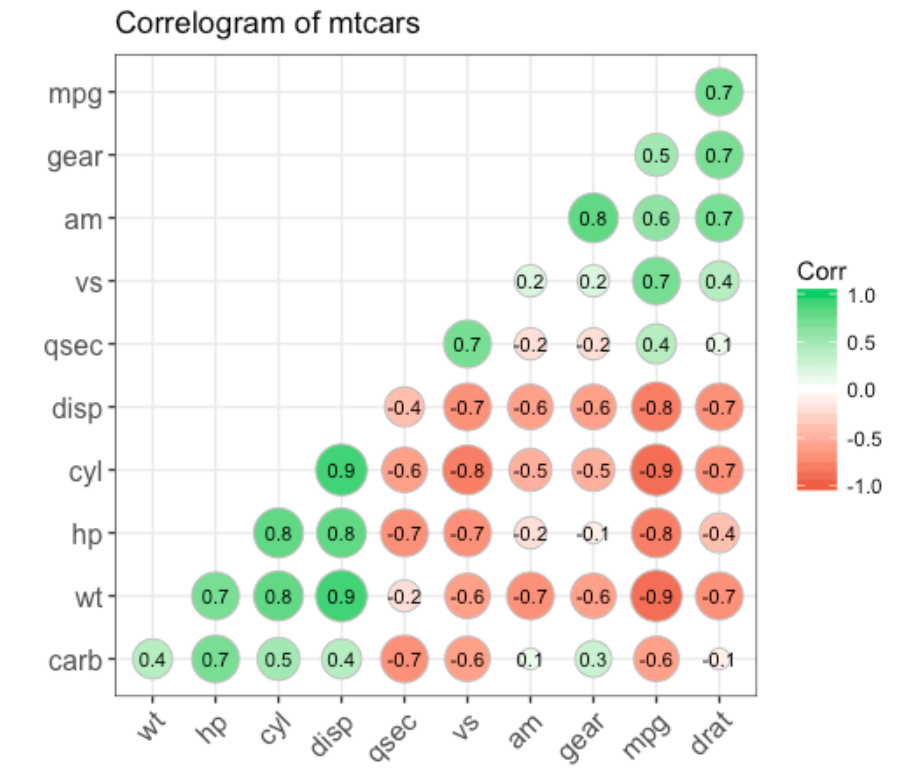 Correlogram of mtcars
mpg 0.7
gear 0.5 0.7
am 0.8 0.6 0.7
vs 0.2 0.2 0.7 0.4
qsec 0.7 -0.2 -0.2 0.4 0.1
disp -0.4 -0.7 -0.6 -0.6 -0.8 -0.7
cyl 0.9 -0.6 -0.8 -0.5 -0.5 -0.9 -0.7
hp 0.8 0.8 -0.7 -0.7 -0.2 -0.1 -0.8 -0.4
wt 0.7 0.8 0.9 -0.2 -0.6 -0.7 -0.6 -0.9 -0.7
carb 0.4 0.7 0.5 0.4 -0.7 -0.6 0.1 0.3 -0.6 -0.1
wt hp cyl disp qsec vs am gear mpg drat
Corr
1.0
0.5
0.0
-0.5
-1.0